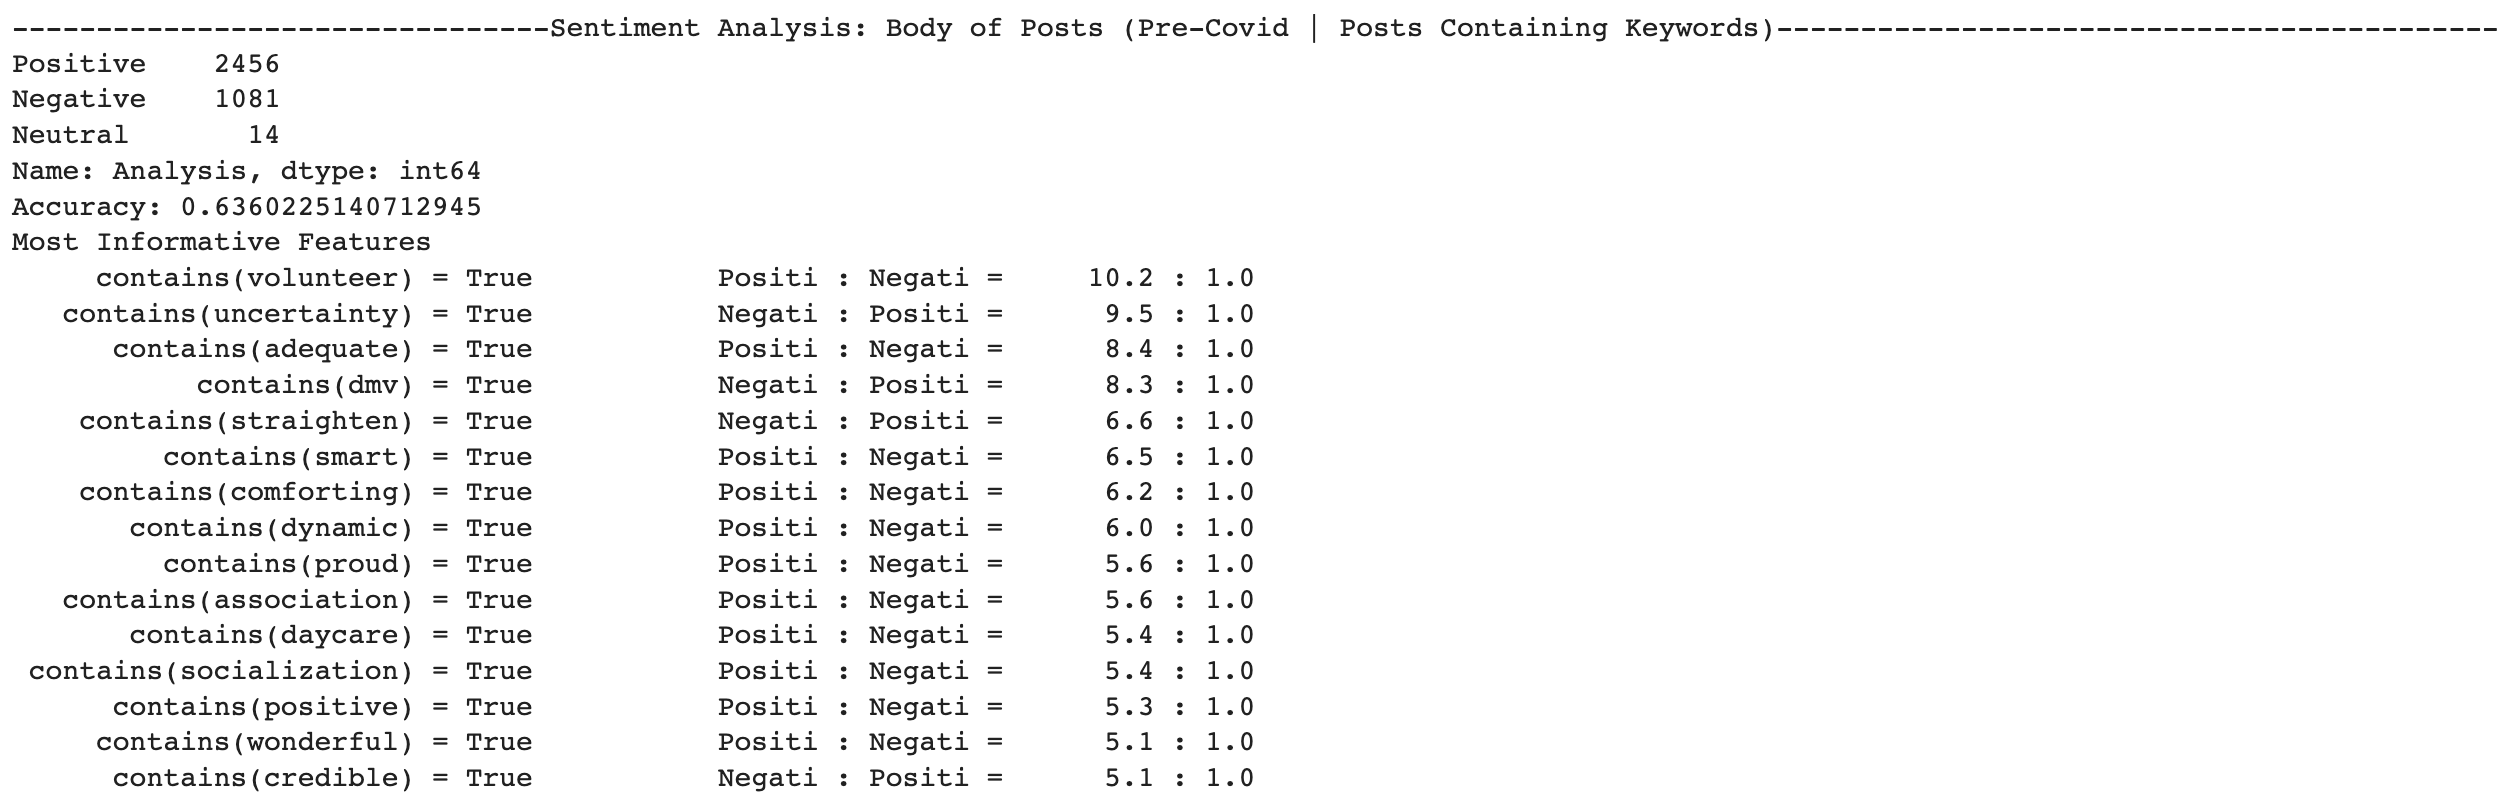 --------------------------------Sentiment Analysis: Body of Posts (Pre-Covid | Posts Containing Keywords)-------------------------------------------
Positive    2456
Negative    1081
Neutral       14
Name: Analysis, dtype: int64
Accuracy: 0.6360225140712945
Most Informative Features
     contains(volunteer) = True           Positi : Negati =     10.2 : 1.0
   contains(uncertainty) = True           Negati : Positi =      9.5 : 1.0
      contains(adequate) = True           Positi : Negati =      8.4 : 1.0
           contains(dmv) = True           Negati : Positi =      8.3 : 1.0
    contains(straighten) = True           Negati : Positi =      6.6 : 1.0
         contains(smart) = True           Positi : Negati =      6.5 : 1.0
    contains(comforting) = True           Positi : Negati =      6.2 : 1.0
       contains(dynamic) = True           Positi : Negati =      6.0 : 1.0
         contains(proud) = True           Positi : Negati =      5.6 : 1.0
   contains(association) = True           Positi : Negati =      5.6 : 1.0
       contains(daycare) = True           Positi : Negati =      5.4 : 1.0
 contains(socialization) = True           Positi : Negati =      5.4 : 1.0
      contains(positive) = True           Positi : Negati =      5.3 : 1.0
     contains(wonderful) = True           Positi : Negati =      5.1 : 1.0
      contains(credible) = True           Negati : Positi =      5.1 : 1.0